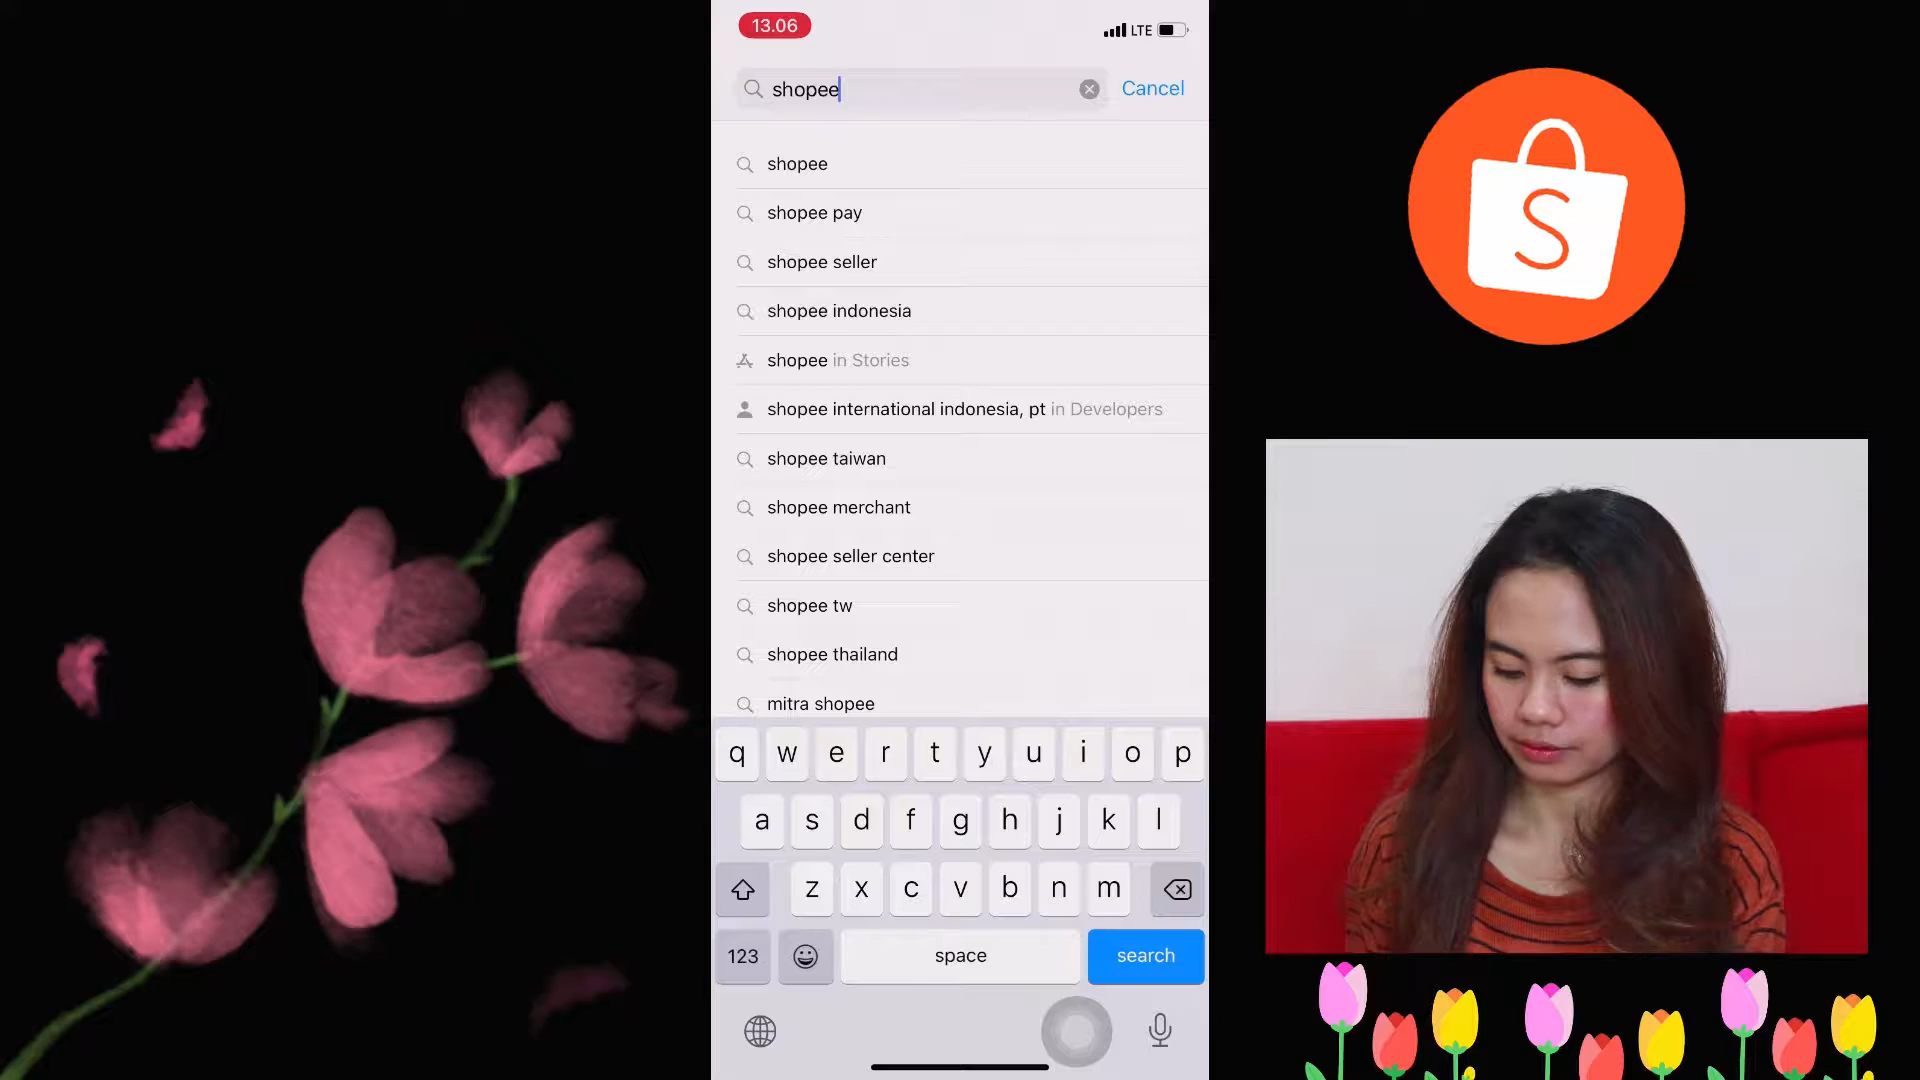 13.06
LTE
shopee
Cancel
shopee
shopee pay
shopee seller
shopee indonesia
shopee in Stories
shopee international indonesia, pt in Developers
shopee taiwan
shopee merchant
shopee seller center
shopee tw
shopee thailand
mitra shopee
q w e r t y u i o p
a s d f g h j k l
z x c v b n m
123 space search
S